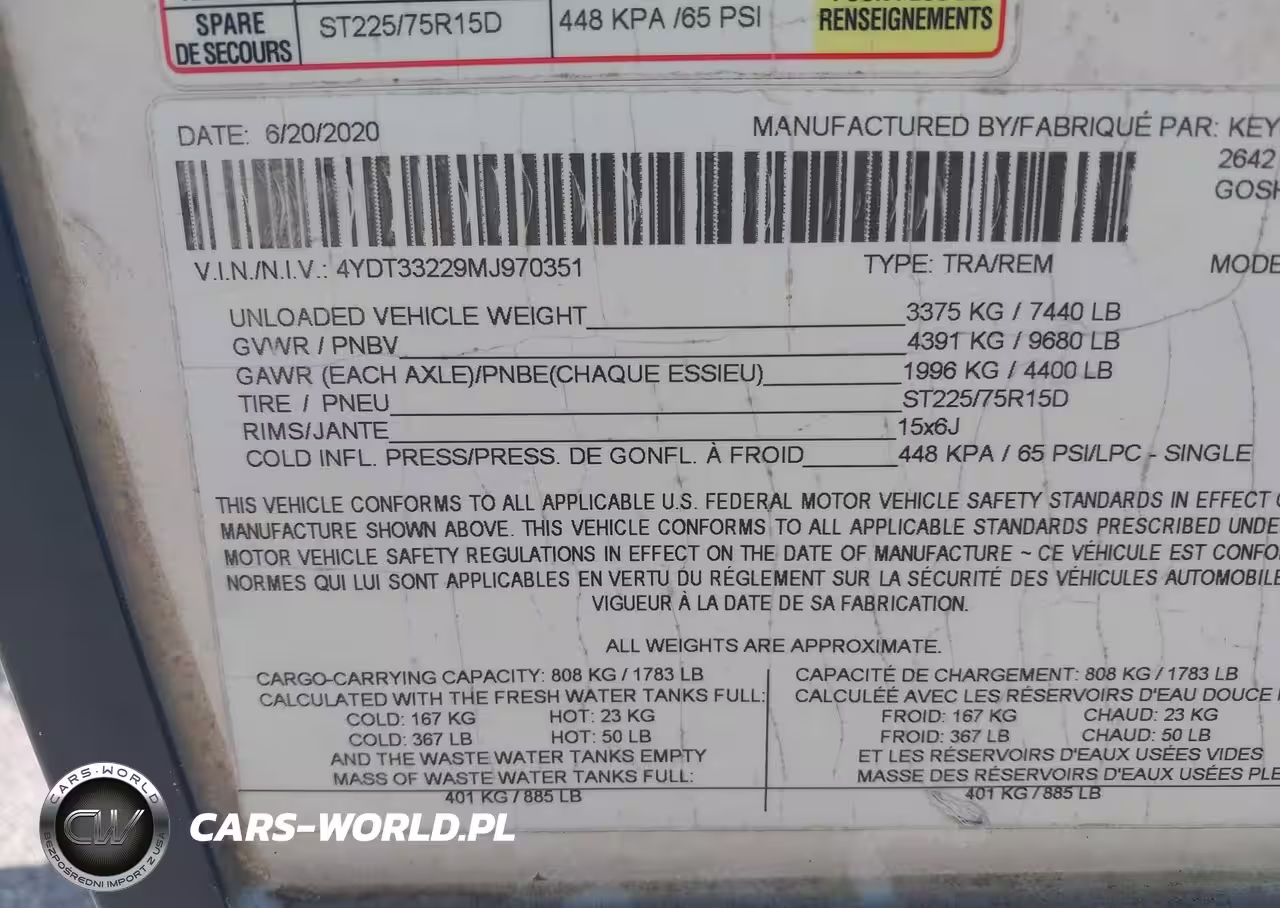 SPARE
DE SECOURS
ST225/75R15D
448 KPA /65 PSI
RENSEIGNEMENTS
DATE: 6/20/2020
MANUFACTURED BY/FABRIQUÉ PAR: KEY
2642
GOSH
V.I.N./N.I.V.: 4YDT33229MJ970351
TYPE: TRA/REM
MODE
UNLOADED VEHICLE WEIGHT 3375 KG / 7440 LB
GVWR / PNBV 4391 KG / 9680 LB
GAWR (EACH AXLE)/PNBE(CHAQUE ESSIEU) 1996 KG / 4400 LB
TIRE / PNEU ST225/75R15D
RIMS/JANTE 15x6J
COLD INFL. PRESS/PRESS. DE GONFL. À FROID 448 KPA / 65 PSI/LPC - SINGLE
THIS VEHICLE CONFORMS TO ALL APPLICABLE U.S. FEDERAL MOTOR VEHICLE SAFETY STANDARDS IN EFFECT
MANUFACTURE SHOWN ABOVE. THIS VEHICLE CONFORMS TO ALL APPLICABLE STANDARDS PRESCRIBED UNDE
MOTOR VEHICLE SAFETY REGULATIONS IN EFFECT ON THE DATE OF MANUFACTURE ~ CE VÉHICULE EST CONFO
NORMES QUI LUI SONT APPLICABLES EN VERTU DU RÉGLEMENT SUR LA SÉCURITÉ DES VÉHICULES AUTOMOBILE
VIGUEUR À LA DATE DE SA FABRICATION.
ALL WEIGHTS ARE APPROXIMATE.
CARGO-CARRYING CAPACITY: 808 KG / 1783 LB
CALCULATED WITH THE FRESH WATER TANKS FULL:
COLD: 167 KG HOT: 23 KG
COLD: 367 LB HOT: 50 LB
AND THE WASTE WATER TANKS EMPTY
MASS OF WASTE WATER TANKS FULL:
401 KG / 885 LB
CAPACITÉ DE CHARGEMENT: 808 KG / 1783 LB
CALCULÉÉ AVEC LES RÉSERVOIRS D'EAU DOUCE
FROID: 167 KG CHAUD: 23 KG
FROID: 367 LB CHAUD: 50 LB
ET LES RÉSERVOIRS D'EAUX USÉES VIDES
MASSE DES RÉSERVOIRS D'EAUX USÉES PLE
401 KG / 885 LB
CARS-WORLD
CW
BEZPOŚREDNI IMPORT Z USA
CARS-WORLD.PL